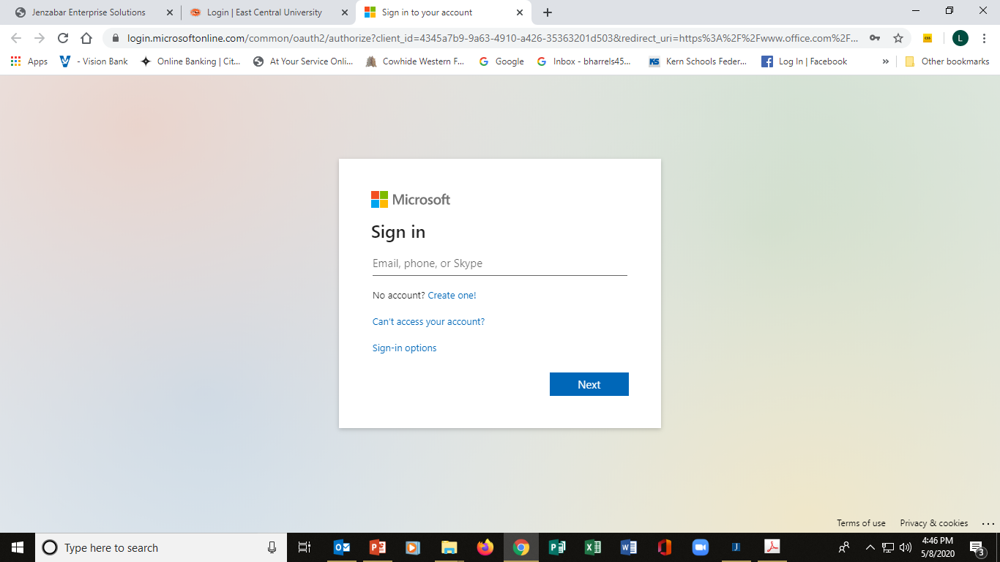 Jenzabar Enterprise Solutions
Login | East Central University
Sign in to your account
login.microsoftonline.com/common/oauth2/authorize?client_id=4345a7b9-9a63-4910-a426-35363201d503&redirect_uri=https%3A%2F%2Fwww.office.com%2F...
css
L
Apps
- Vision Bank
Online Banking | Cit...
At Your Service Onli...
Cowhide Western F...
Google
Inbox - bharrels45...
KS
Kern Schools Feder...
Log In | Facebook
»
Other bookmarks
Microsoft
Sign in
Email, phone, or Skype
No account? Create one!
Can't access your account?
Sign-in options
Next
Terms of use
Privacy & cookies
...
Type here to search
4:46 PM
5/8/2020
3